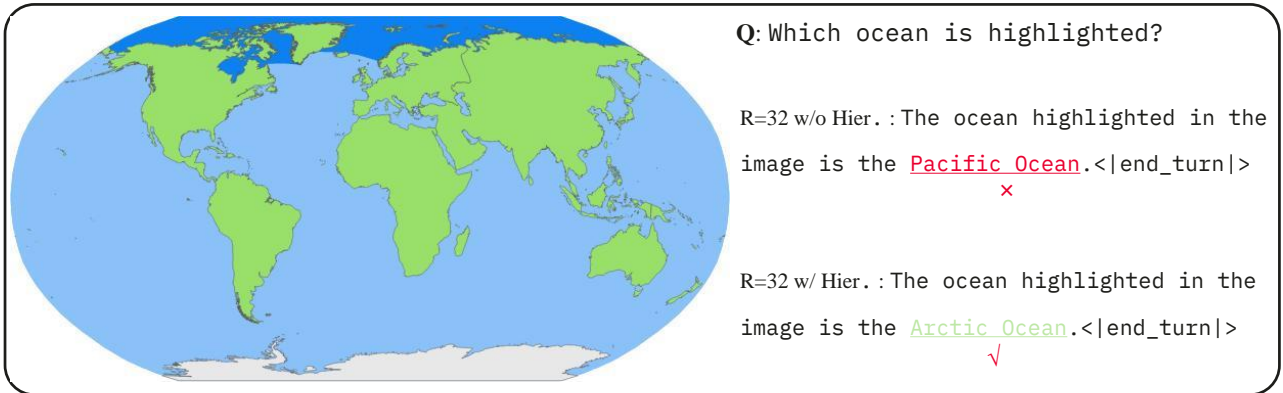 Q: Which ocean is highlighted?
R=32 w/o Hier. : The ocean highlighted in the
image is the Pacific Ocean.<|end_turn|>
×
R=32 w/ Hier. : The ocean highlighted in the
image is the Arctic Ocean.<|end_turn|>
√